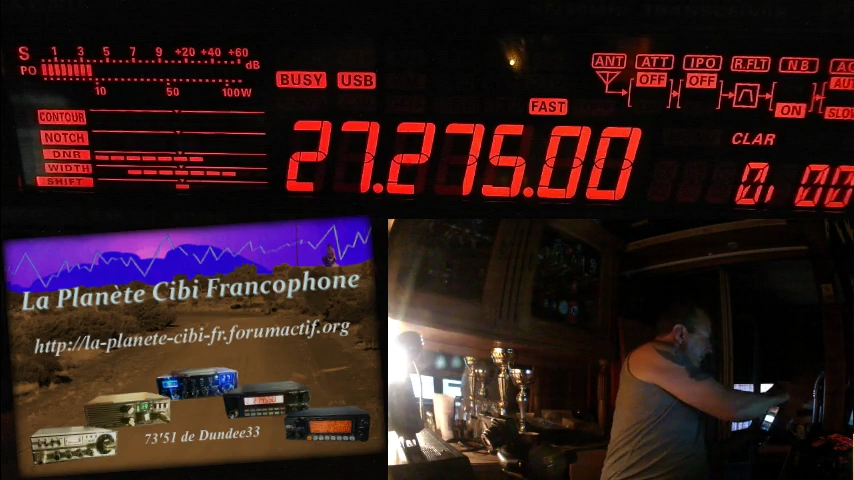 S 1 3 5 7 9 +20 +40 +60 dB
PO
10 50 100W
BUSY USB
FAST
ANT ATT IPO R.FLT NB
OFF OFF ON
CONTOUR
NOTCH
DNR
WIDTH
SHIFT
27.275.00
CLAR
0.00
La Planète Cibi Francophone
http://la-planete-cibi-fr.forumactif.org
73'51 de Dundee33